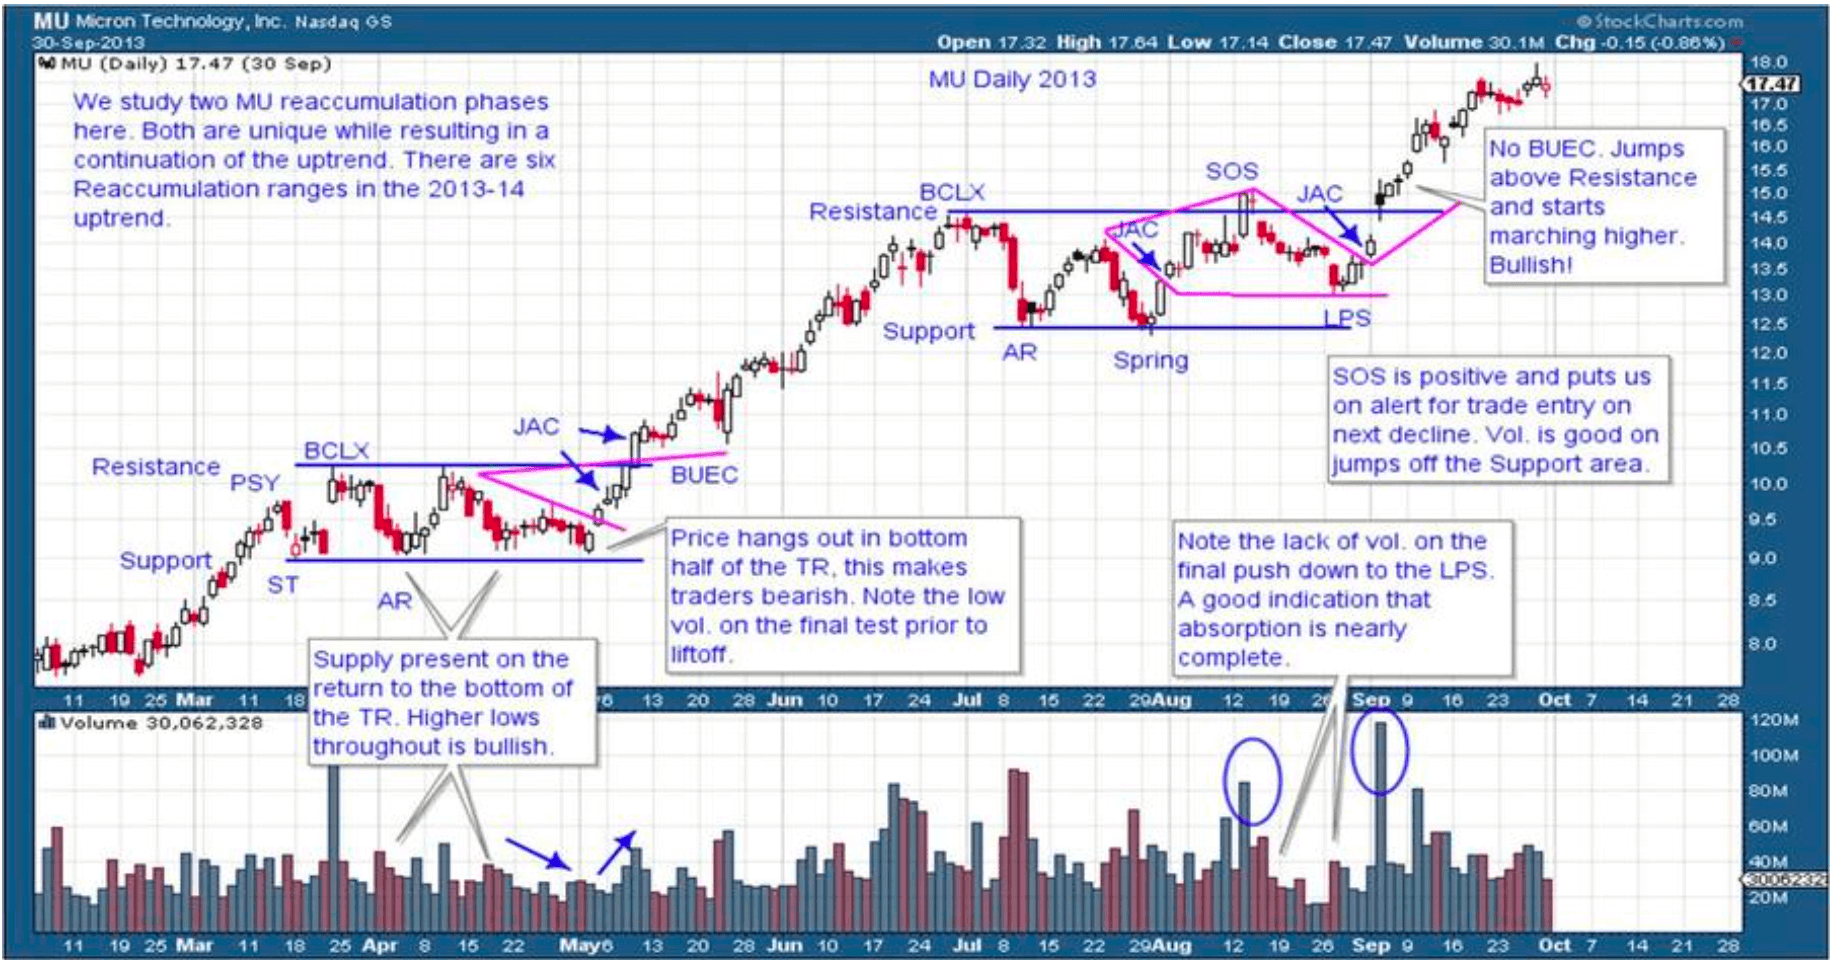 MU Micron Technology, Inc. Nasdaq GS
© StockCharts.com
30-Sep-2013
Open 17.32 High 17.64 Low 17.14 Close 17.47 Volume 30.1M Chg -0.15 (-0.86%)
MU (Daily) 17.47 (30 Sep)
MU Daily 2013
We study two MU reaccumulation phases
here. Both are unique while resulting in a
continuation of the uptrend. There are six
Reaccumulation ranges in the 2013-14
uptrend.
18.0
17.47
17.0
16.5
16.0
15.5
15.0
14.5
14.0
13.5
13.0
12.5
12.0
11.5
11.0
10.5
10.0
9.5
9.0
8.5
8.0
No BUEC. Jumps
above Resistance
and starts
marching higher.
Bullish!
SOS
BCLX
JAC
Resistance
JAC
Support
LPS
AR
Spring
SOS is positive and puts us
on alert for trade entry on
next decline. Vol. is good on
jumps off the Support area.
JAC
BCLX
Resistance
PSY
BUEC
Support
ST
AR
Price hangs out in bottom
half of the TR, this makes
traders bearish. Note the low
vol. on the final test prior to
liftoff.
Note the lack of vol. on the
final push down to the LPS.
A good indication that
absorption is nearly
complete.
Supply present on the
return to the bottom of
the TR. Higher lows
throughout is bullish.
11 19 25 Mar 11 18 6 13 20 28 Jun 10 17 24 Jul 8 15 22 29 Aug 12 19 26 Sep 9 16 23 Oct 7 14 21 28
Volume 30,062,328
120M
100M
80M
60M
40M
3006232
20M
11 19 25 Mar 11 18 25 Apr 8 15 22 May 6 13 20 28 Jun 10 17 24 Jul 8 15 22 29 Aug 12 19 26 Sep 9 16 23 Oct 7 14 21 28